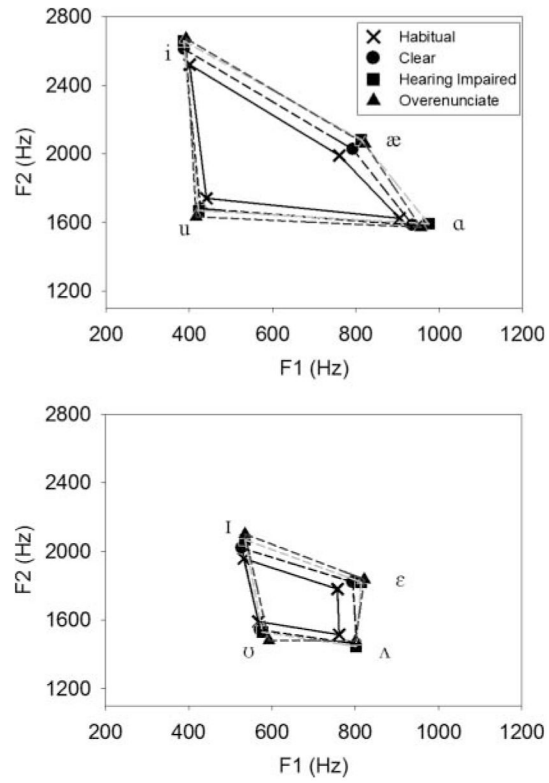 2800
2400
2000
1600
1200
F2 (Hz)
i
æ
u
ɑ
Habitual
Clear
Hearing Impaired
Overenunciate
200 400 600 800 1000 1200
F1 (Hz)
2800
2400
2000
1600
1200
F2 (Hz)
I
ε
ʊ
ʌ
200 400 600 800 1000 1200
F1 (Hz)